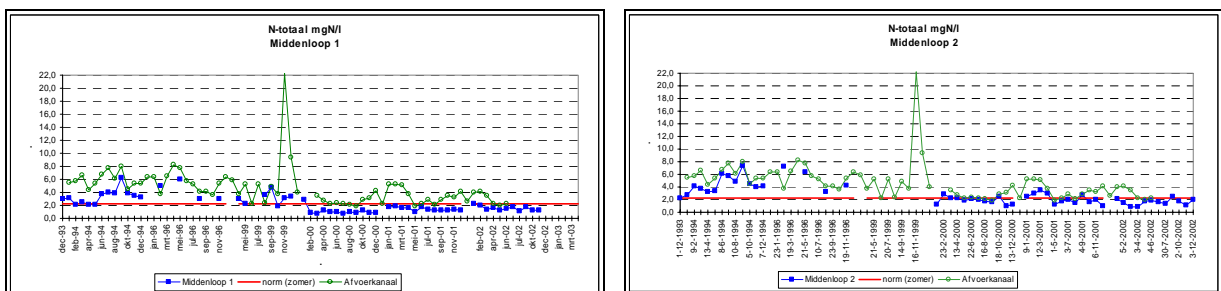 N-totaal mgN/l
Middenloop 1
22,0
20,0
18,0
16,0
14,0
12,0
10,0
8,0
6,0
4,0
2,0
0,0
dec-93
feb-94
apr-94
jun-94
aug-94
okt-94
dec-94
jan-96
mrt-96
mei-96
jul-96
sep-96
nov-96
mei-99
jul-99
sep-99
nov-99
feb-00
apr-00
jun-00
aug-00
okt-00
dec-00
jan-01
mrt-01
mei-01
jul-01
sep-01
nov-01
feb-02
apr-02
jun-02
aug-02
okt-02
dec-02
jan-03
mrt-03
Middenloop 1
norm (zomer)
Afvoerkanaal
N-totaal mgN/l
Middenloop 2
22,0
20,0
18,0
16,0
14,0
12,0
10,0
8,0
6,0
4,0
2,0
0,0
1-12-1993
9-2-1994
13-4-1994
8-6-1994
10-8-1994
5-10-1994
7-12-1994
23-1-1996
19-3-1996
21-5-1996
10-7-1996
23-9-1996
19-11-1996
21-5-1999
20-7-1999
14-9-1999
16-11-1999
23-2-2000
13-4-2000
22-6-2000
16-8-2000
18-10-2000
13-12-2000
9-1-2001
12-3-2001
1-5-2001
3-7-2001
4-9-2001
6-11-2001
5-2-2002
2-4-2002
4-6-2002
30-7-2002
2-10-2002
3-12-2002
Middenloop 2
norm (zomer)
Afvoerkanaal